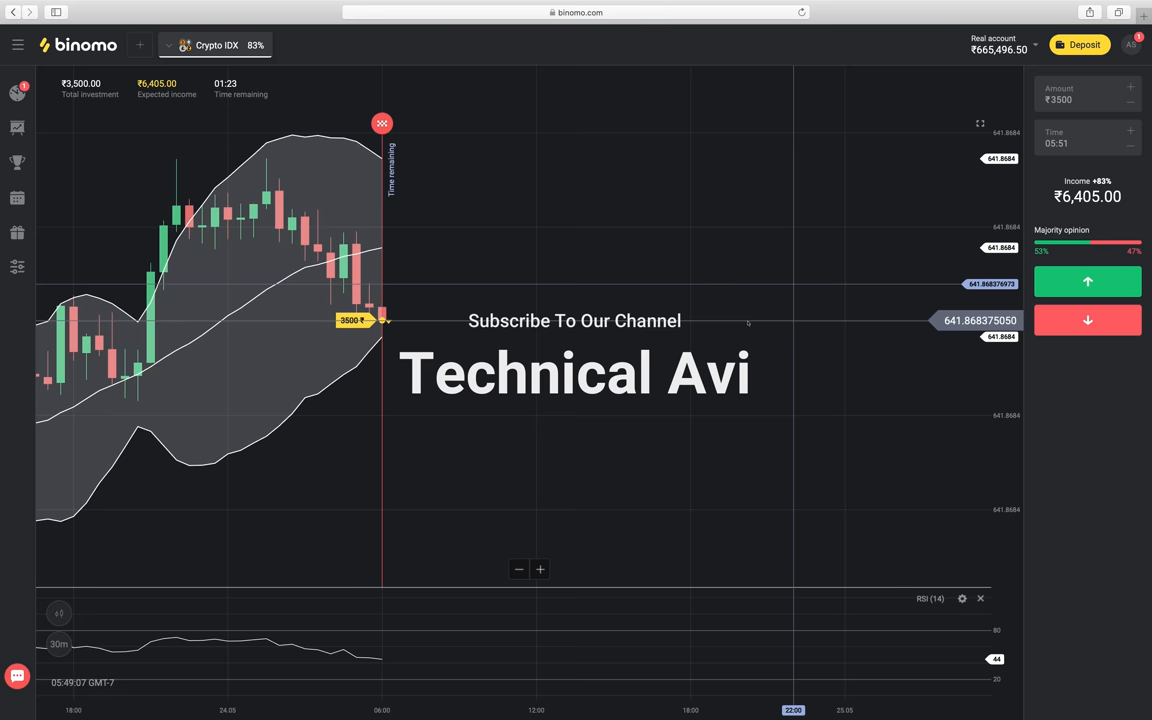 binomo.com
binomo
Crypto IDX 83%
Real account
₹665,496.50
Deposit
AS
1
1
₹3,500.00
Total investment
₹6,405.00
Expected income
01:23
Time remaining
Time remaining
641.8684
641.8684
641.8684
641.8684
641.868376973
641.868375050
641.8684
641.8684
641.8684
3500 ₹
Subscribe To Our Channel
Technical Avi
Amount
₹3500
Time
05:51
Income +83%
₹6,405.00
Majority opinion
53%
47%
RSI (14)
80
44
20
30m
05:49:07 GMT-7
18:00
24.05
06:00
12:00
18:00
22:00
25.05